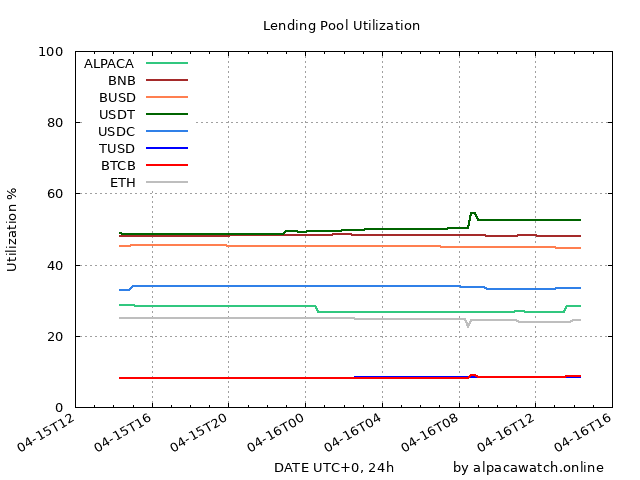 Lending Pool Utilization
100
80
60
40
20
0
Utilization %
ALPACA
BNB
BUSD
USDT
USDC
TUSD
BTCB
ETH
04-15T12
04-15T16
04-15T20
04-16T00
04-16T04
04-16T08
04-16T12
04-16T16
DATE UTC+0, 24h
by alpacawatch.online